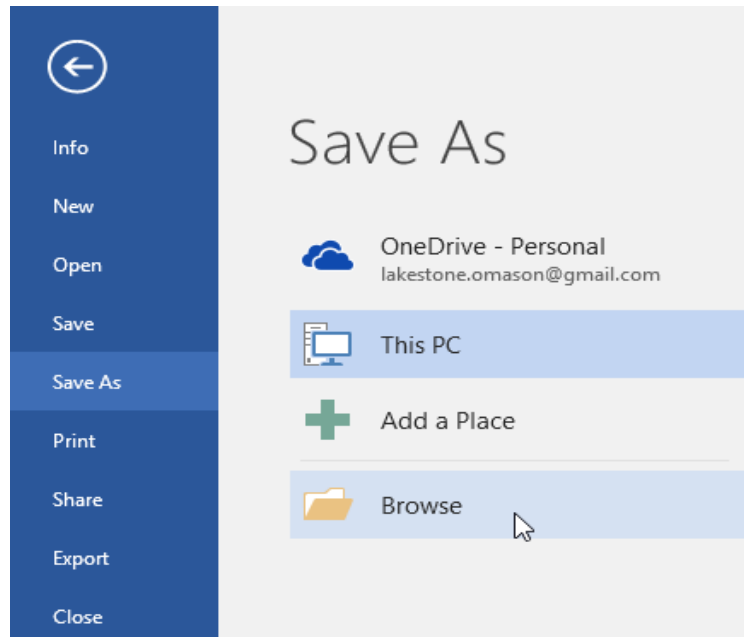 Info
New
Open
Save
Save As
Print
Share
Export
Close
Save As
OneDrive - Personal
lakestone.omason@gmail.com
This PC
Add a Place
Browse